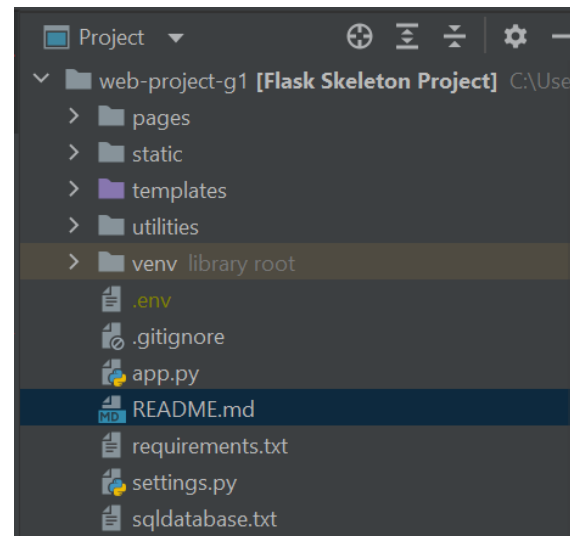 Project
web-project-g1 [Flask Skeleton Project] C:\Use
pages
static
templates
utilities
venv library root
.env
.gitignore
app.py
MD README.md
requirements.txt
settings.py
sqldatabase.txt